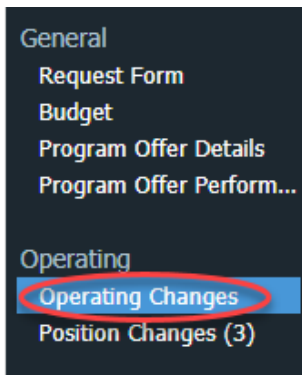 General
Request Form
Budget
Program Offer Details
Program Offer Perform...
Operating
Operating Changes
Position Changes (3)